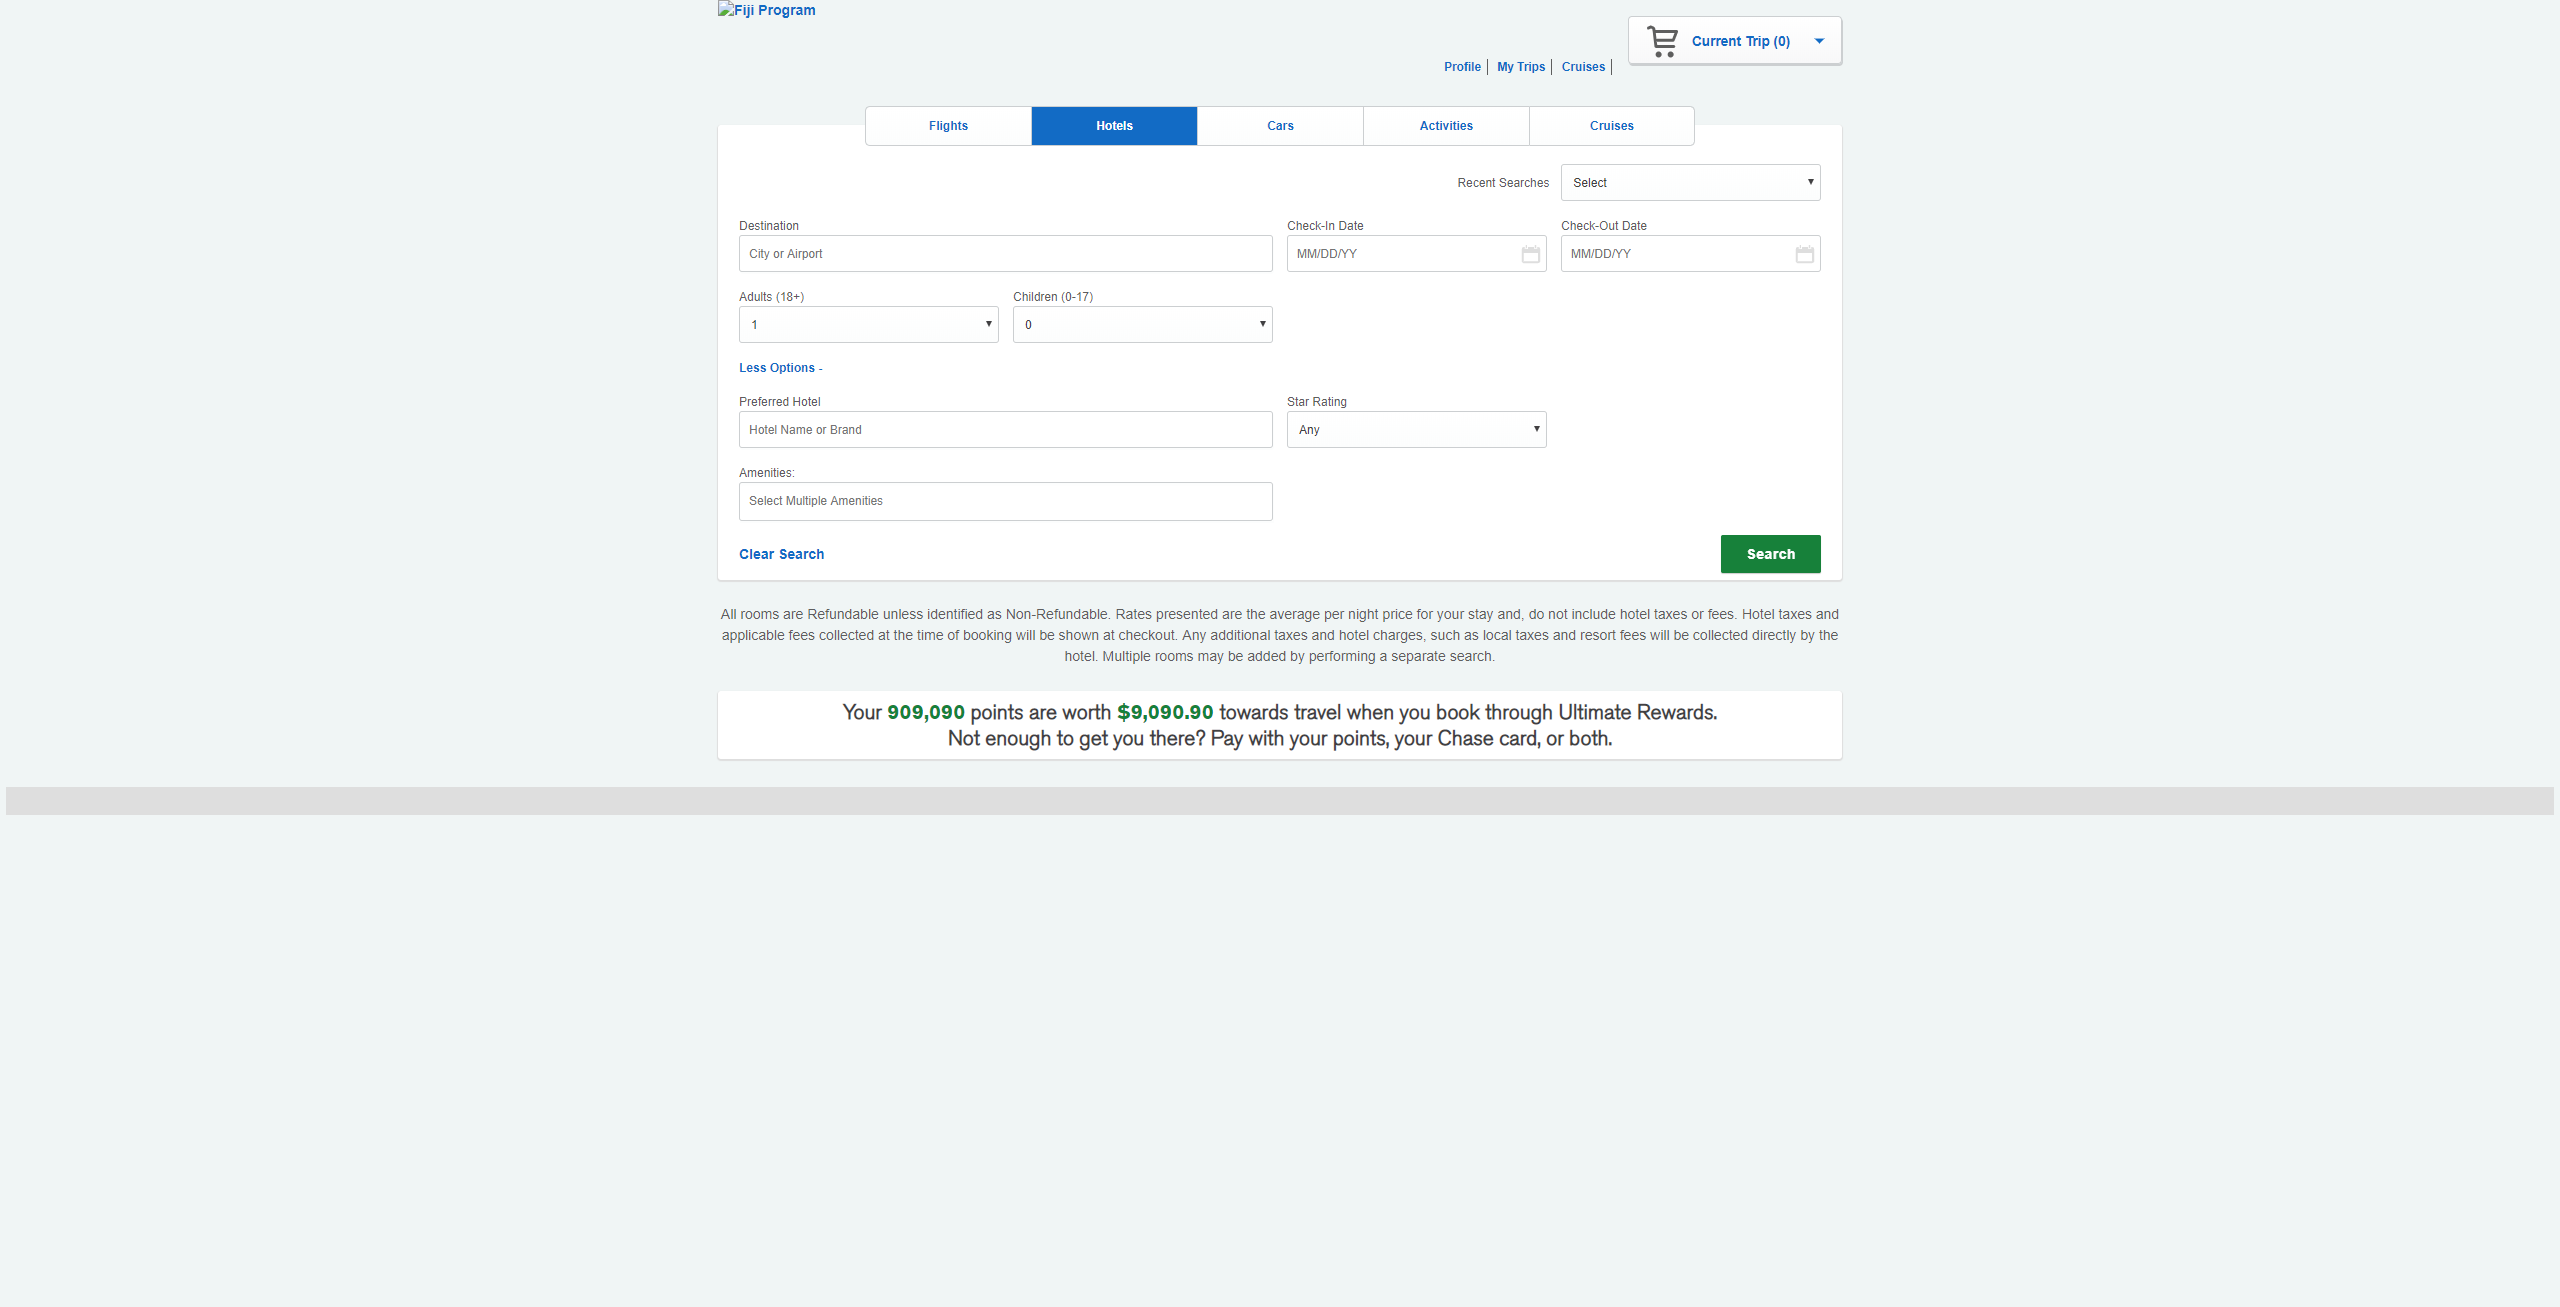 Fiji Program
Current Trip (0)
Profile
My Trips
Cruises
Flights
Hotels
Cars
Activities
Cruises
Recent Searches
Select
Destination
Check-In Date
Check-Out Date
City or Airport
MM/DD/YY
MM/DD/YY
Adults (18+)
Children (0-17)
1
0
Less Options -
Preferred Hotel
Star Rating
Hotel Name or Brand
Any
Amenities:
Select Multiple Amenities
Clear Search
Search
All rooms are Refundable unless identified as Non-Refundable. Rates presented are the average per night price for your stay and, do not include hotel taxes or fees. Hotel taxes and
applicable fees collected at the time of booking will be shown at checkout. Any additional taxes and hotel charges, such as local taxes and resort fees will be collected directly by the
hotel. Multiple rooms may be added by performing a separate search.
Your 909,090 points are worth $9,090.90 towards travel when you book through Ultimate Rewards.
Not enough to get you there? Pay with your points, your Chase card, or both.